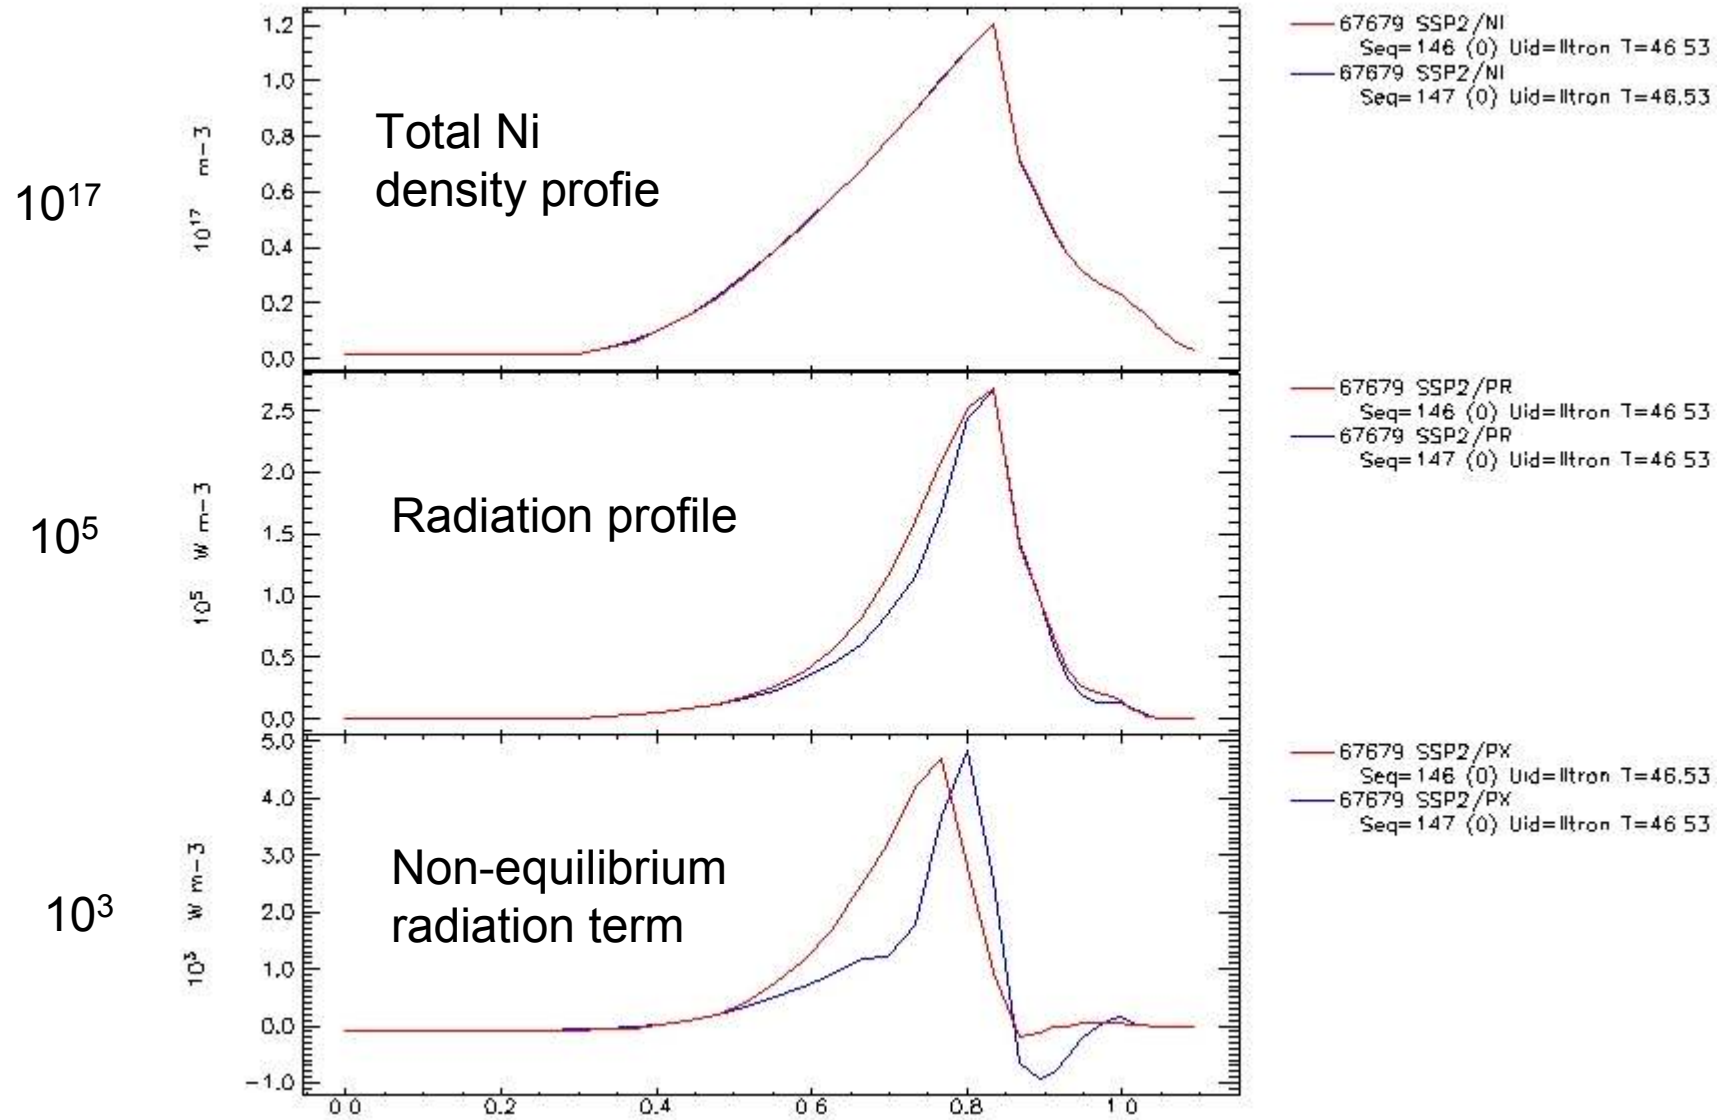 1.2
1.0
0.8
0.6
0.4
0.2
0.0
10¹⁷ m-3
10¹⁷
Total Ni
density profie
67679 SSP2/NI
Seq=146 (0) Uid=lltron T=46 53
67679 SSP2/NI
Seq=147 (0) Uid=lltron T=46.53
2.5
2.0
1.5
1.0
0.5
0.0
10⁵ W m-3
10⁵
Radiation profile
67679 SSP2/PR
Seq=146 (0) Uid=lltron T=46 53
67679 SSP2/PR
Seq=147 (0) Uid=lltron T=46 53
5.0
4.0
3.0
2.0
1.0
0.0
-1.0
10³ W m-3
10³
Non-equilibrium
radiation term
67679 SSP2/PX
Seq=146 (0) Uid=lltron T=46.53
67679 SSP2/PX
Seq=147 (0) Uid=lltron T=46 53
0 0 0.2 0.4 0 6 0.8 1 0